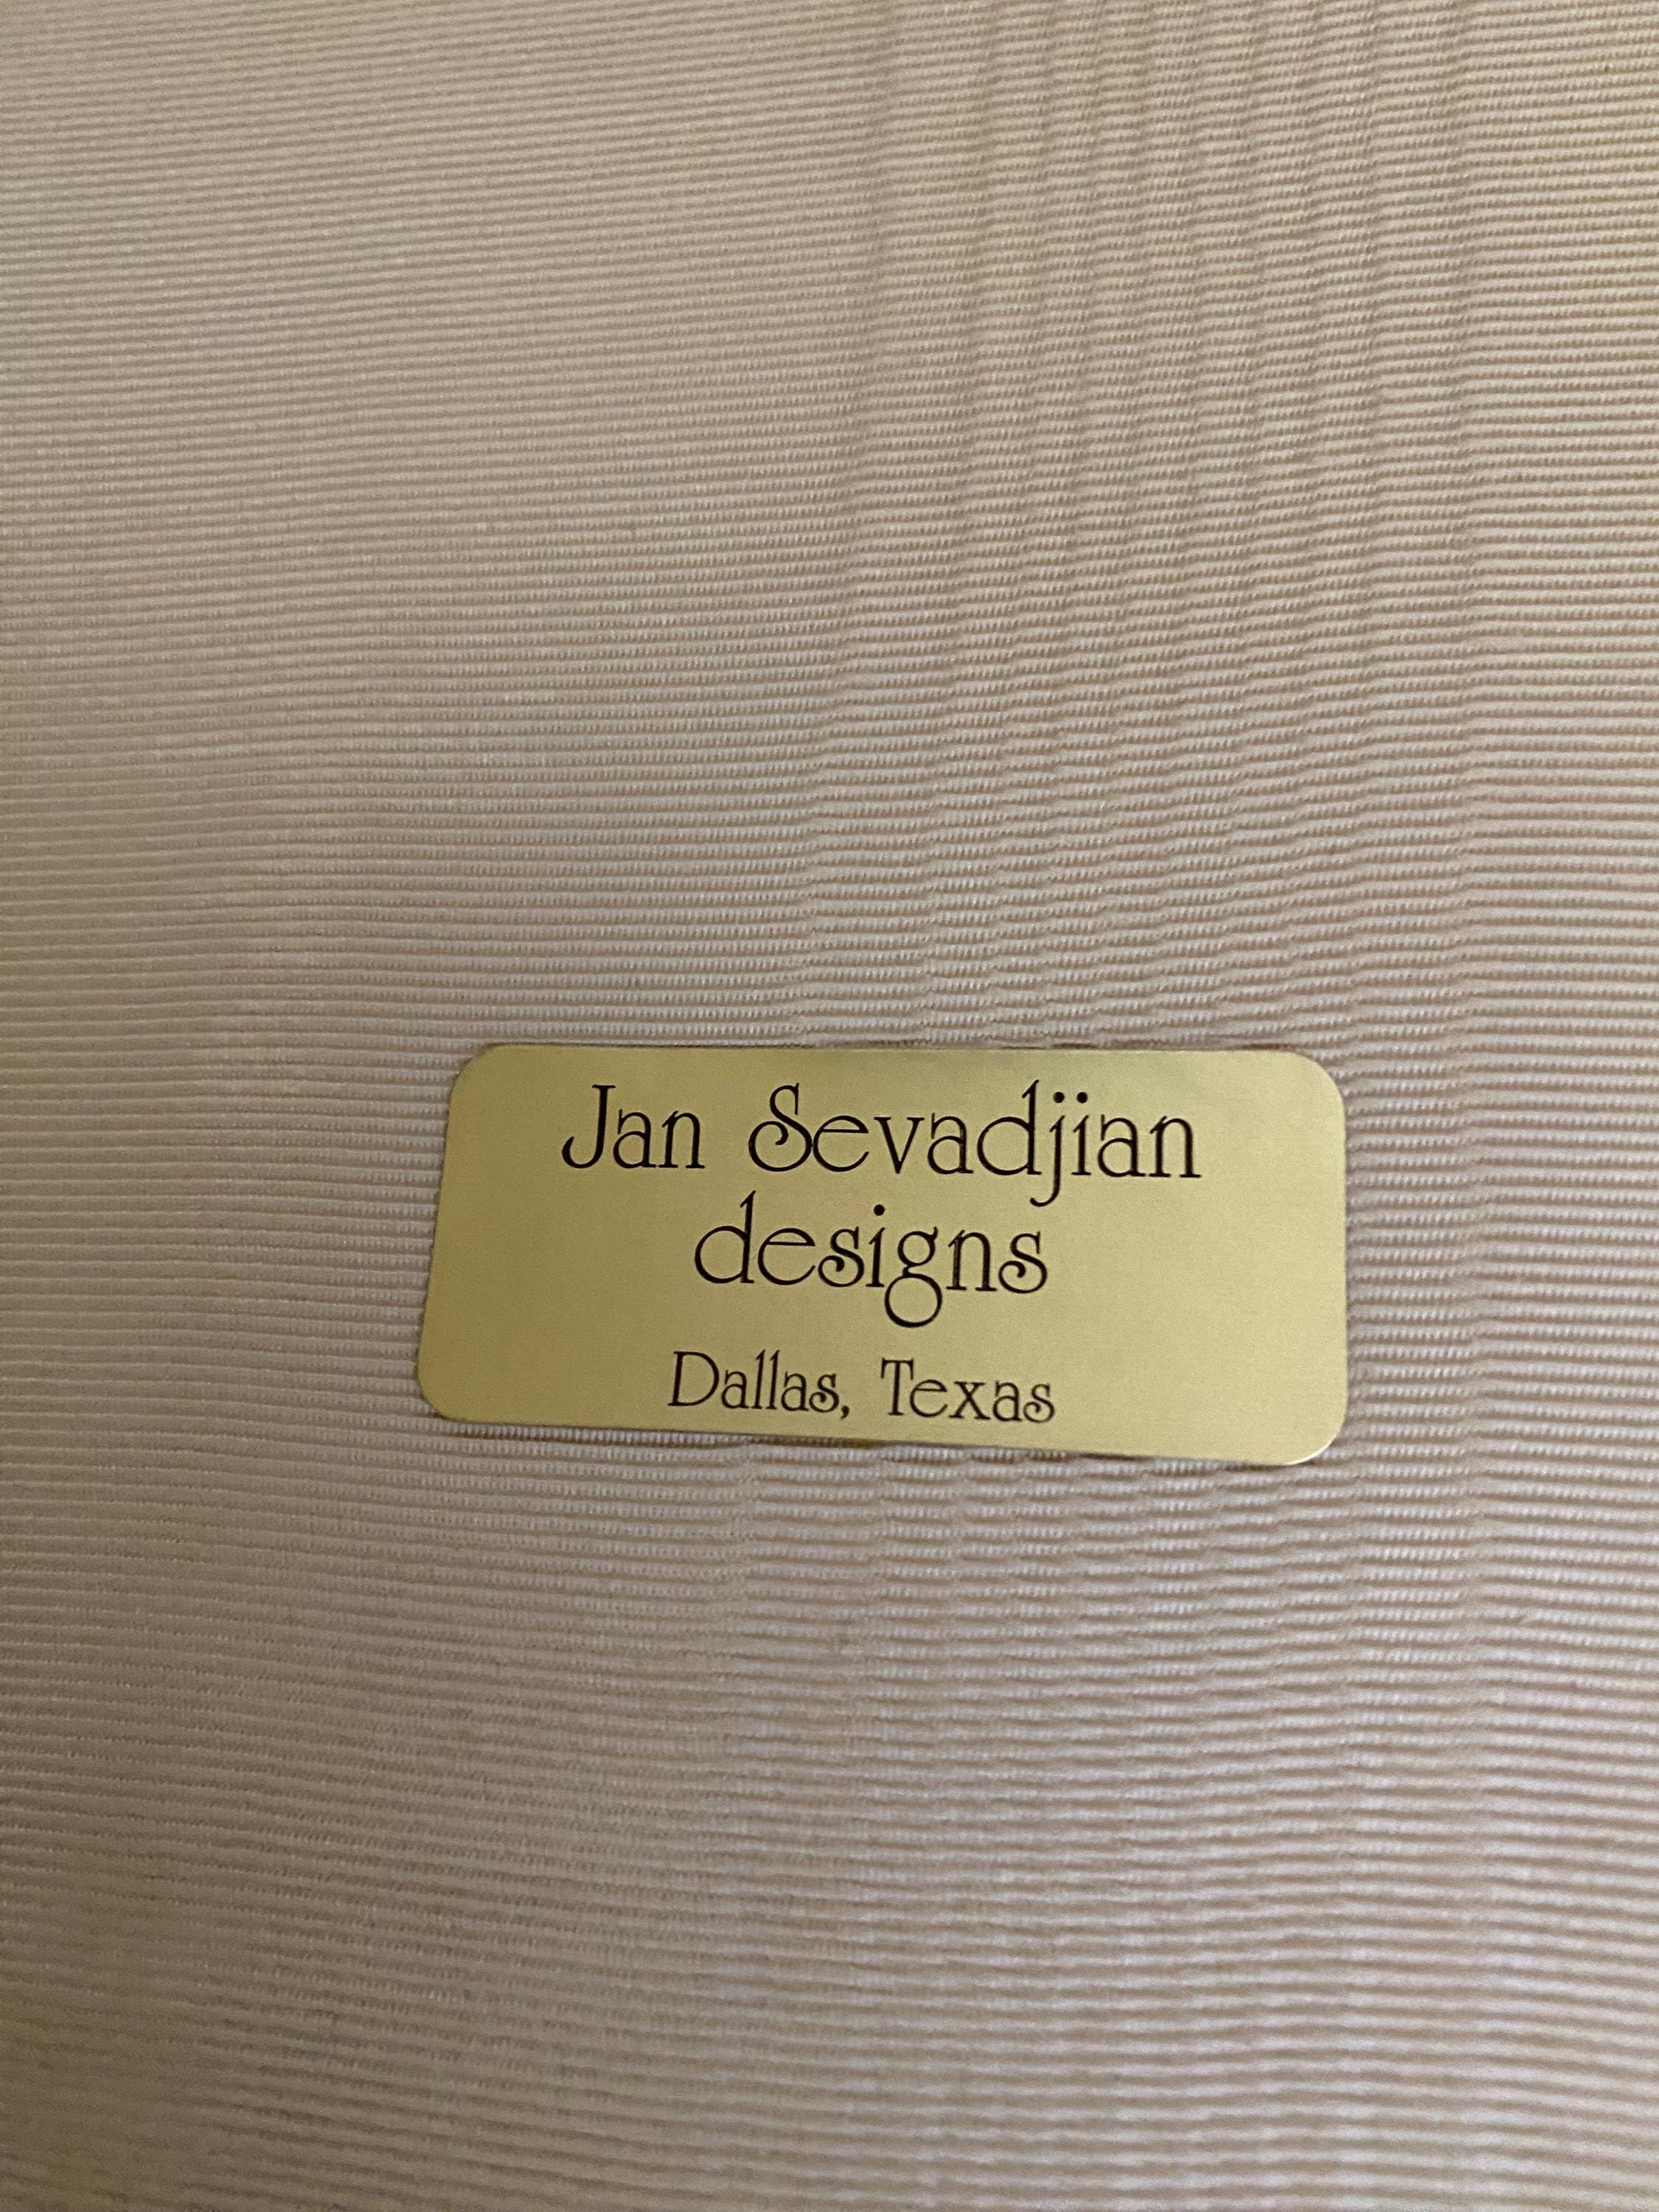 Jan Sevadjian
designs
Dallas, Texas